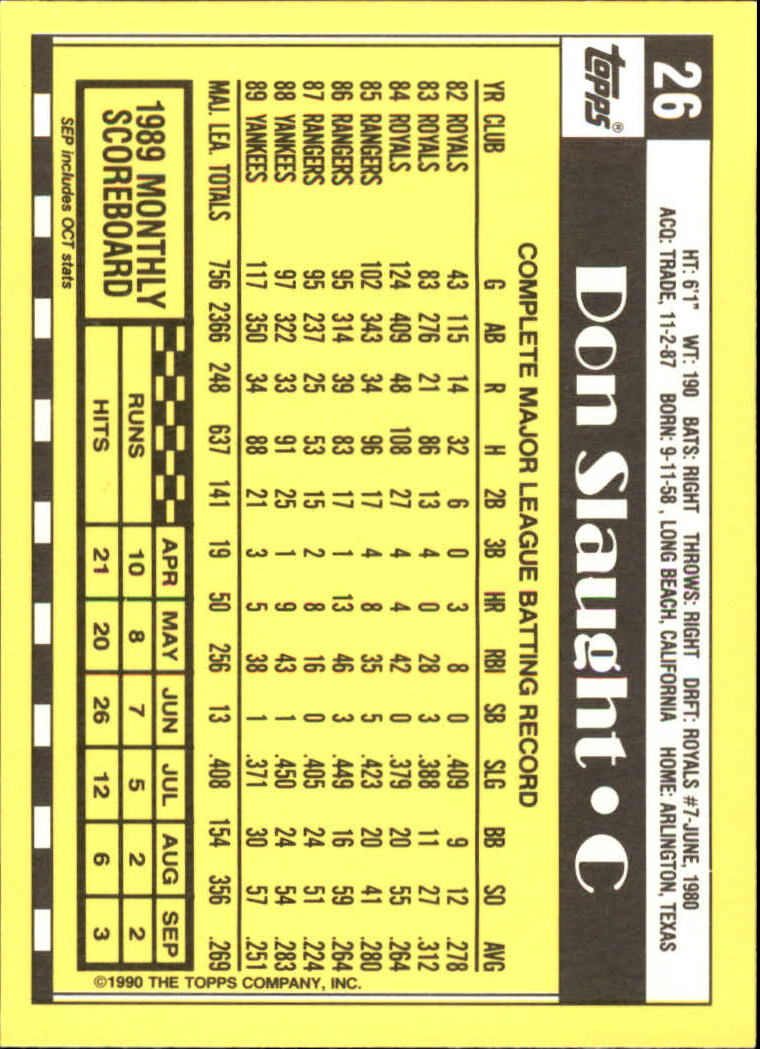 26
HT: 6'1" WT: 190 BATS: RIGHT THROWS: RIGHT DRFT: ROYALS #7-JUNE, 1980
ACQ: TRADE, 11-2-87 BORN: 9-11-58, LONG BEACH, CALIFORNIA HOME: ARLINGTON, TEXAS
topps®
Don Slaught • C
COMPLETE MAJOR LEAGUE BATTING RECORD
YR CLUB G AB R H 2B 3B HR RBI SB SLG BB SO AVG
82 ROYALS 43 115 14 32 6 0 3 8 0 .409 9 12 .278
83 ROYALS 83 276 21 86 13 4 0 28 3 .388 11 27 .312
84 ROYALS 124 409 48 108 27 4 4 42 0 .379 20 55 .264
85 RANGERS 102 343 34 96 17 4 8 35 5 .423 20 41 .280
86 RANGERS 95 314 39 83 17 1 13 46 3 .449 16 59 .264
87 RANGERS 95 237 25 53 15 2 8 16 0 .405 24 51 .224
88 YANKEES 97 322 33 91 25 1 9 43 1 .450 24 54 .283
89 YANKEES 117 350 34 88 21 3 5 38 1 .371 30 57 .251
MAJ. LEA. TOTALS 756 2366 248 637 141 19 50 256 13 .408 154 356 .269
1989 MONTHLY
SCOREBOARD
APR MAY JUN JUL AUG SEP
RUNS 10 8 7 5 2 2
HITS 21 20 26 12 6 3
SEP includes OCT stats
©1990 THE TOPPS COMPANY, INC.